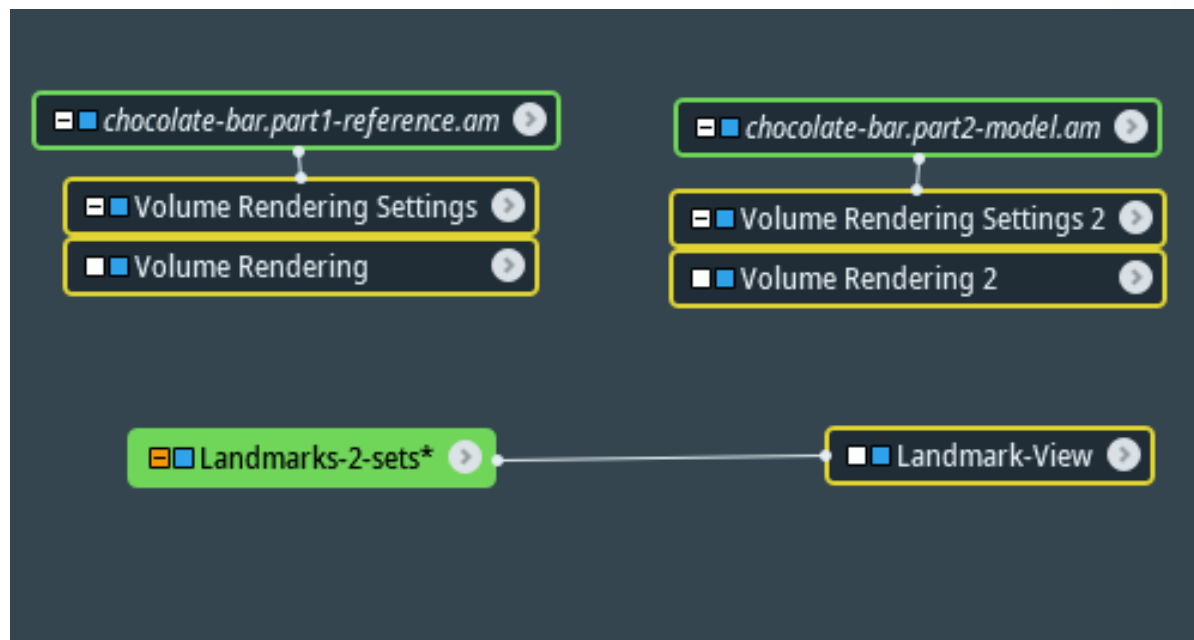 chocolate-bar.part1-reference.am
Volume Rendering Settings
Volume Rendering
chocolate-bar.part2-model.am
Volume Rendering Settings 2
Volume Rendering 2
Landmarks-2-sets*
Landmark-View